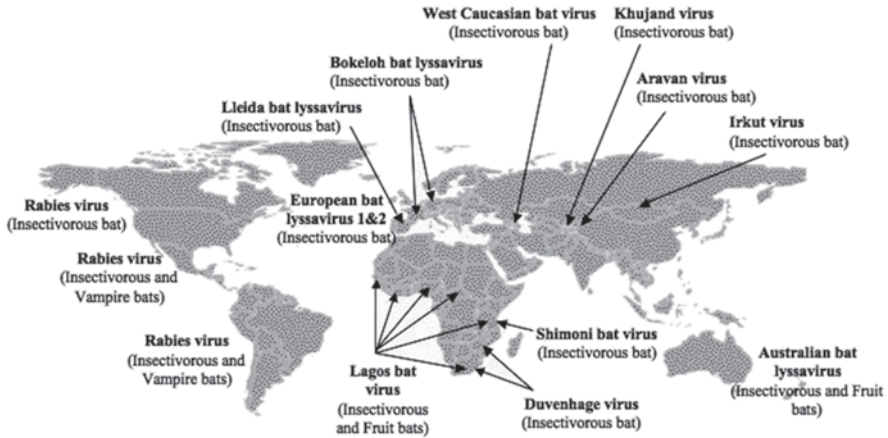 West Caucasian bat virus
(Insectivorous bat)
Khujand virus
(Insectivorous bat)
Bokeloh bat lyssavirus
(Insectivorous bat)
Aravan virus
(Insectivorous bat)
Lleida bat lyssavirus
(Insectivorous bat)
Irkut virus
(Insectivorous bat)
Rabies virus
(Insectivorous bat)
European bat
lyssavirus 1&2
(Insectivorous bat)
Rabies virus
(Insectivorous and
Vampire bats)
Rabies virus
(Insectivorous and
Vampire bats)
Lagos bat
virus
(Insectivorous
and Fruit bats)
Shimoni bat virus
(Insectivorous bat)
Duvenhage virus
(Insectivorous bat)
Australian bat
lyssavirus
(Insectivorous and Fruit
bats)